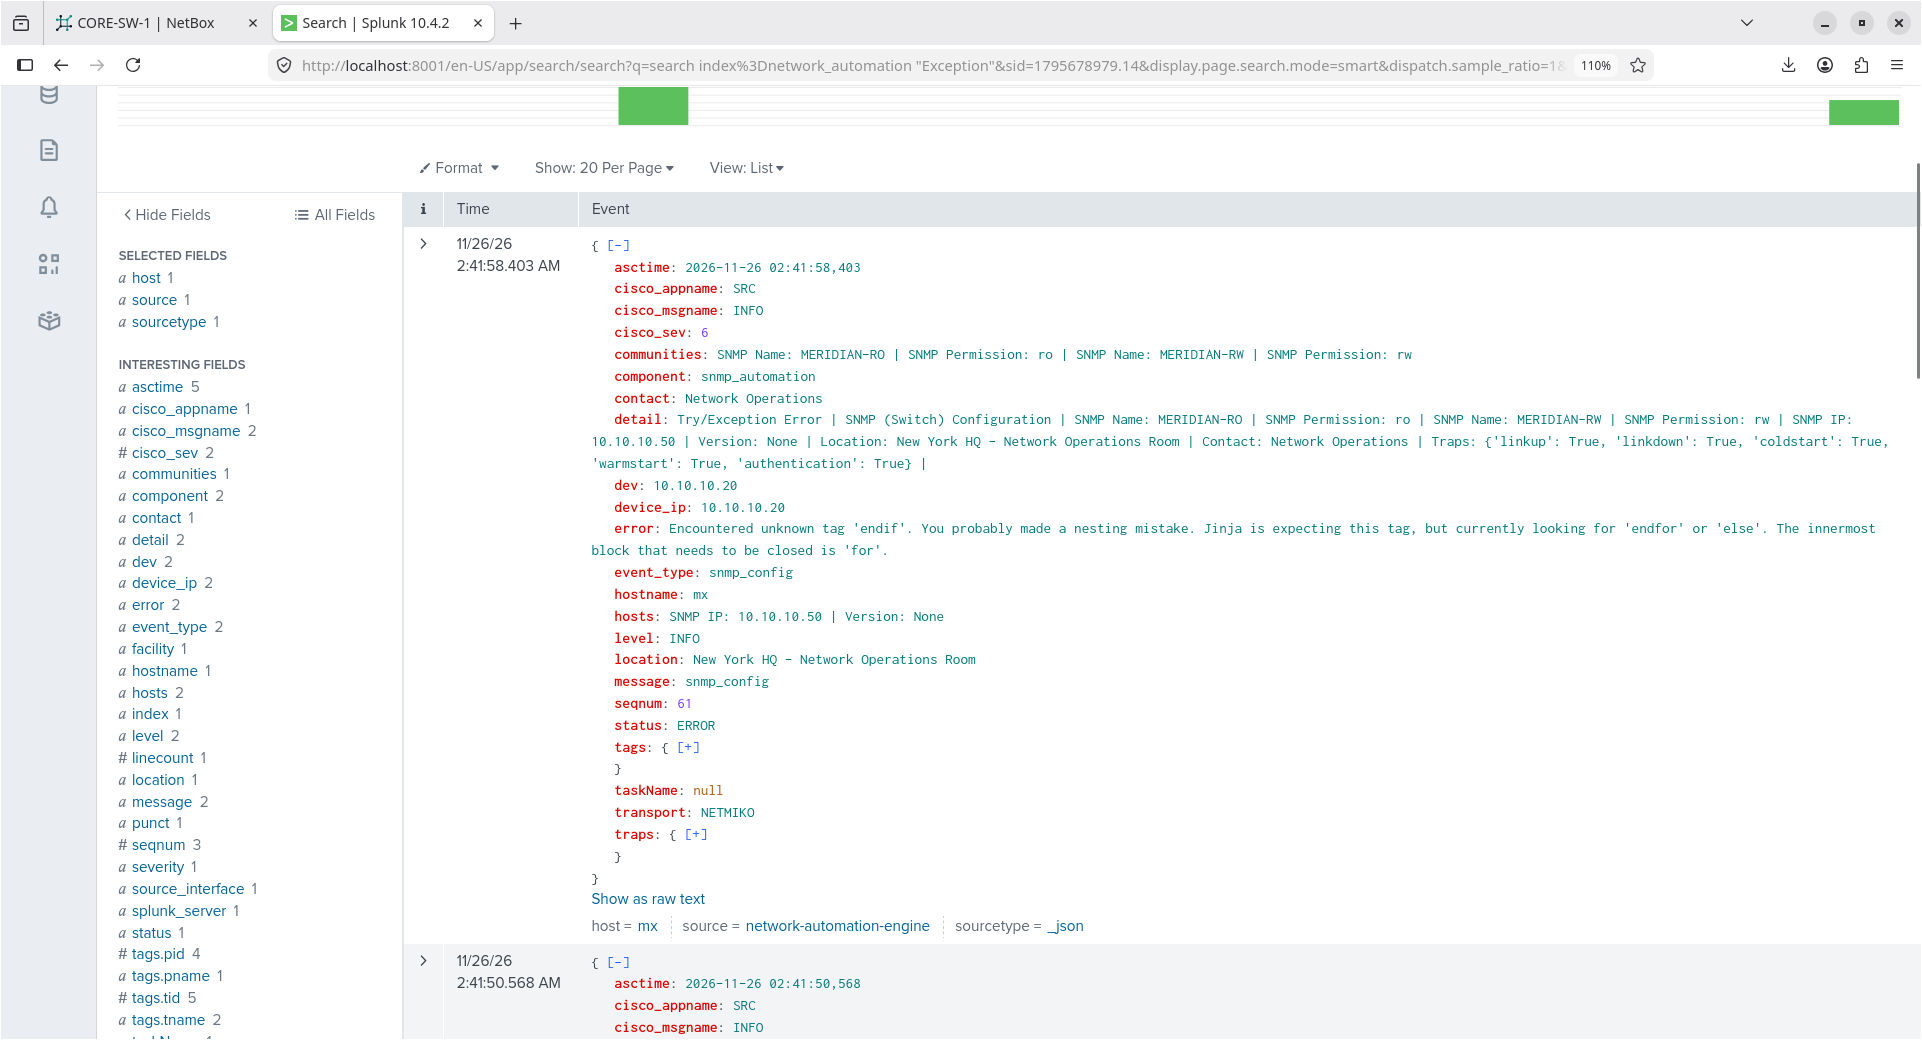 CORE-SW-1 | NetBox
Search | Splunk 10.4.2
http://localhost:8001/en-US/app/search/search?q=search index%3Dnetwork_automation "Exception"&sid=1795678979.14&display.page.search.mode=smart&dispatch.sample_ratio=1&
110%
Format
Show: 20 Per Page
View: List
Hide Fields
All Fields
i
Time
Event
SELECTED FIELDS
a host 1
a source 1
a sourcetype 1
INTERESTING FIELDS
a asctime 5
a cisco_appname 1
a cisco_msgname 2
# cisco_sev 2
a communities 1
a component 2
a contact 1
a detail 2
a dev 2
a device_ip 2
a error 2
a event_type 2
a facility 1
a hostname 1
a hosts 2
a index 1
a level 2
# linecount 1
a location 1
a message 2
a punct 1
# seqnum 3
a severity 1
a source_interface 1
a splunk_server 1
a status 1
# tags.pid 4
a tags.pname 1
# tags.tid 5
a tags.tname 2
11/26/26
2:41:58.403 AM
{ [-]
asctime: 2026-11-26 02:41:58,403
cisco_appname: SRC
cisco_msgname: INFO
cisco_sev: 6
communities: SNMP Name: MERIDIAN-RO | SNMP Permission: ro | SNMP Name: MERIDIAN-RW | SNMP Permission: rw
component: snmp_automation
contact: Network Operations
detail: Try/Exception Error | SNMP (Switch) Configuration | SNMP Name: MERIDIAN-RO | SNMP Permission: ro | SNMP Name: MERIDIAN-RW | SNMP Permission: rw | SNMP IP:
10.10.10.50 | Version: None | Location: New York HQ - Network Operations Room | Contact: Network Operations | Traps: {'linkup': True, 'linkdown': True, 'coldstart': True,
'warmstart': True, 'authentication': True} |
dev: 10.10.10.20
device_ip: 10.10.10.20
error: Encountered unknown tag 'endif'. You probably made a nesting mistake. Jinja is expecting this tag, but currently looking for 'endfor' or 'else'. The innermost
block that needs to be closed is 'for'.
event_type: snmp_config
hostname: mx
hosts: SNMP IP: 10.10.10.50 | Version: None
level: INFO
location: New York HQ - Network Operations Room
message: snmp_config
seqnum: 61
status: ERROR
tags: { [+]
}
taskName: null
transport: NETMIKO
traps: { [+]
}
}
Show as raw text
host = mx
source = network-automation-engine
sourcetype = _json
11/26/26
2:41:50.568 AM
{ [-]
asctime: 2026-11-26 02:41:50,568
cisco_appname: SRC
cisco_msgname: INFO